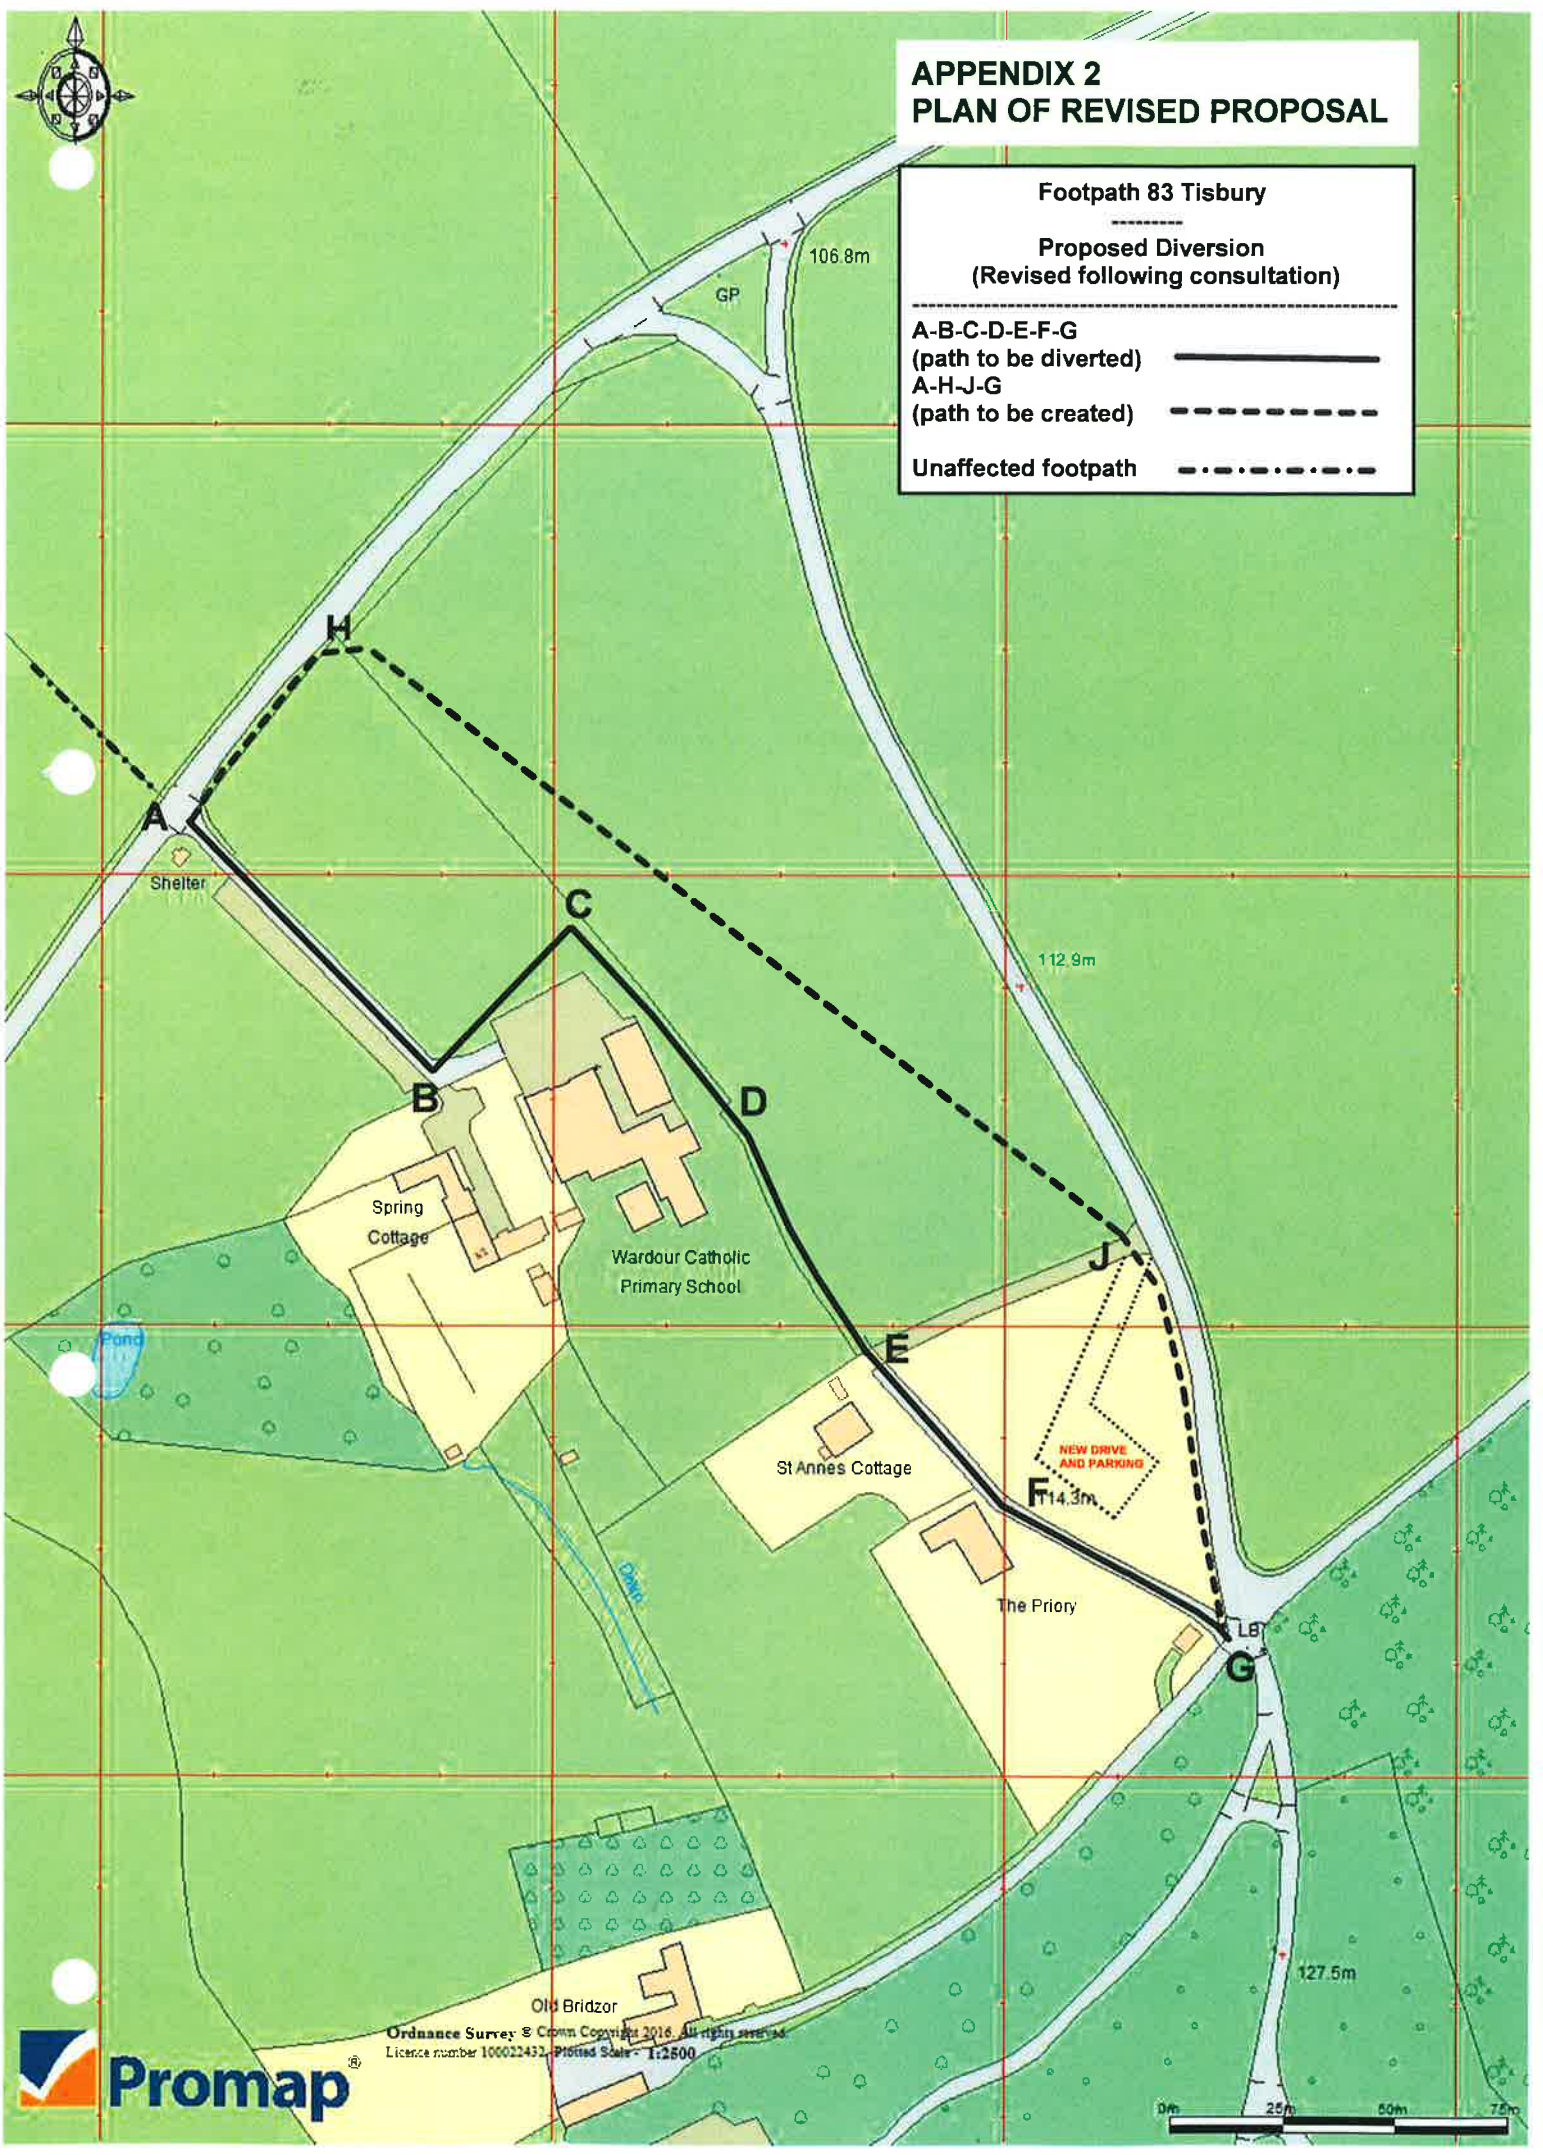 APPENDIX 2
PLAN OF REVISED PROPOSAL
Footpath 83 Tisbury
Proposed Diversion
(Revised following consultation)
A-B-C-D-E-F-G
(path to be diverted)
A-H-J-G
(path to be created)
Unaffected footpath
106.8m
GP
H
A
Shelter
C
112.9m
B
D
Spring
Cottage
Wardour Catholic
Primary School
J
Pond
E
NEW DRIVE
AND PARKING
St Annes Cottage
F
114.3m
Drain
The Priory
LB
G
127.5m
Old Bridzor
Ordnance Survey © Crown Copyright 2016. All rights reserved.
Licence number 100022432. Plotted Scale - 1:2500
Promap®
0m 25m 50m 75m